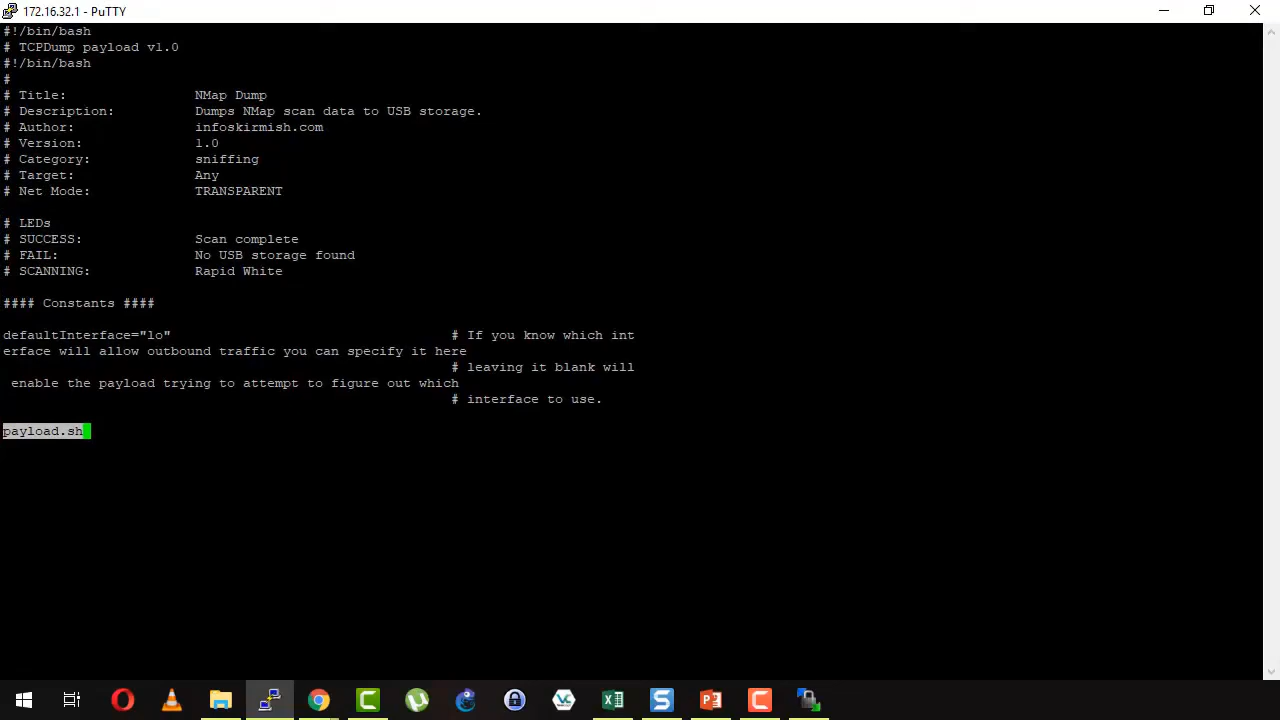 172.16.32.1 - PuTTY
#!/bin/bash
# TCPDump payload v1.0
#!/bin/bash
#
# Title: NMap Dump
# Description: Dumps NMap scan data to USB storage.
# Author: infoskirmish.com
# Version: 1.0
# Category: sniffing
# Target: Any
# Net Mode: TRANSPARENT
# LEDs
# SUCCESS: Scan complete
# FAIL: No USB storage found
# SCANNING: Rapid White
#### Constants ####
defaultInterface="lo" # If you know which int
erface will allow outbound traffic you can specify it here
# leaving it blank will
enable the payload trying to attempt to figure out which
# interface to use.
payload.sh